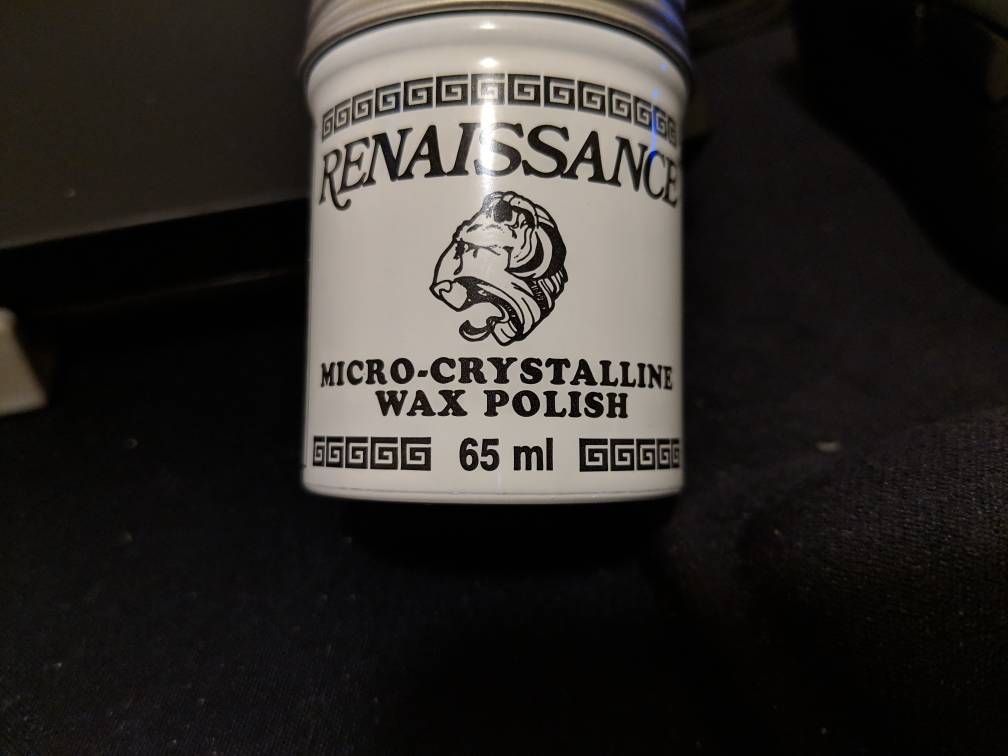 RENAISSANCE
MICRO-CRYSTALLINE
WAX POLISH
65 ml